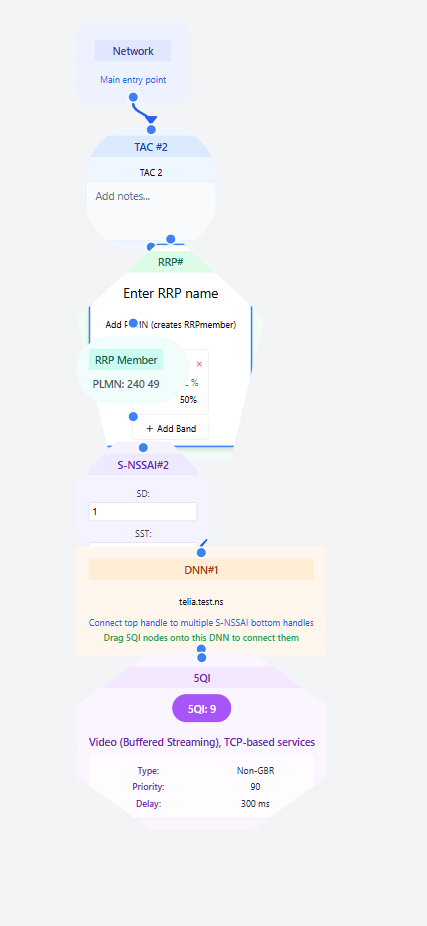 Network
Main entry point
TAC #2
TAC 2
Add notes...
RRP#
Enter RRP name
(creates RRPmember)
RRP Member
×
PLMN: 240 49
%
50%
+ Add Band
S-NSSAI#2
SD:
1
SST:
DNN#1
telia.test.ns
Connect top handle to multiple S-NSSAI bottom handles
Drag 5QI nodes onto this DNN to connect them
5QI
5QI: 9
Video (Buffered Streaming), TCP-based services
Type: Non-GBR
Priority: 90
Delay: 300 ms